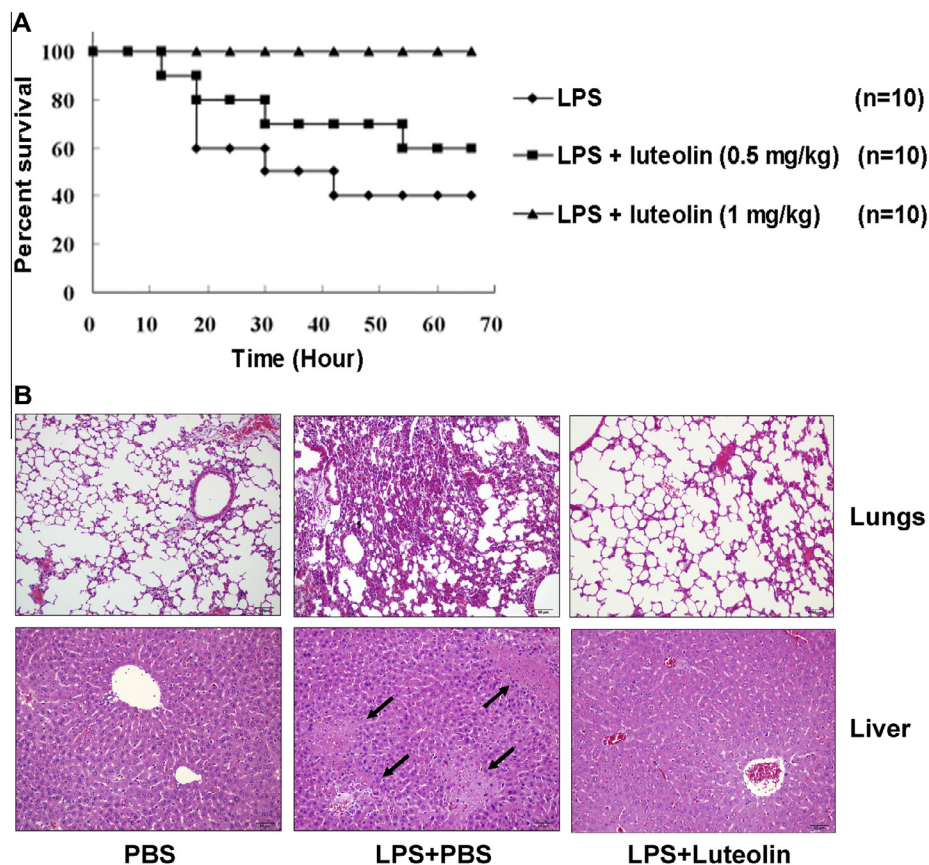 A
Percent survival
100
80
60
40
20
0
0 10 20 30 40 50 60 70
Time (Hour)
LPS (n=10)
LPS + luteolin (0.5 mg/kg) (n=10)
LPS + luteolin (1 mg/kg) (n=10)
B
Lungs
Liver
PBS LPS+PBS LPS+Luteolin